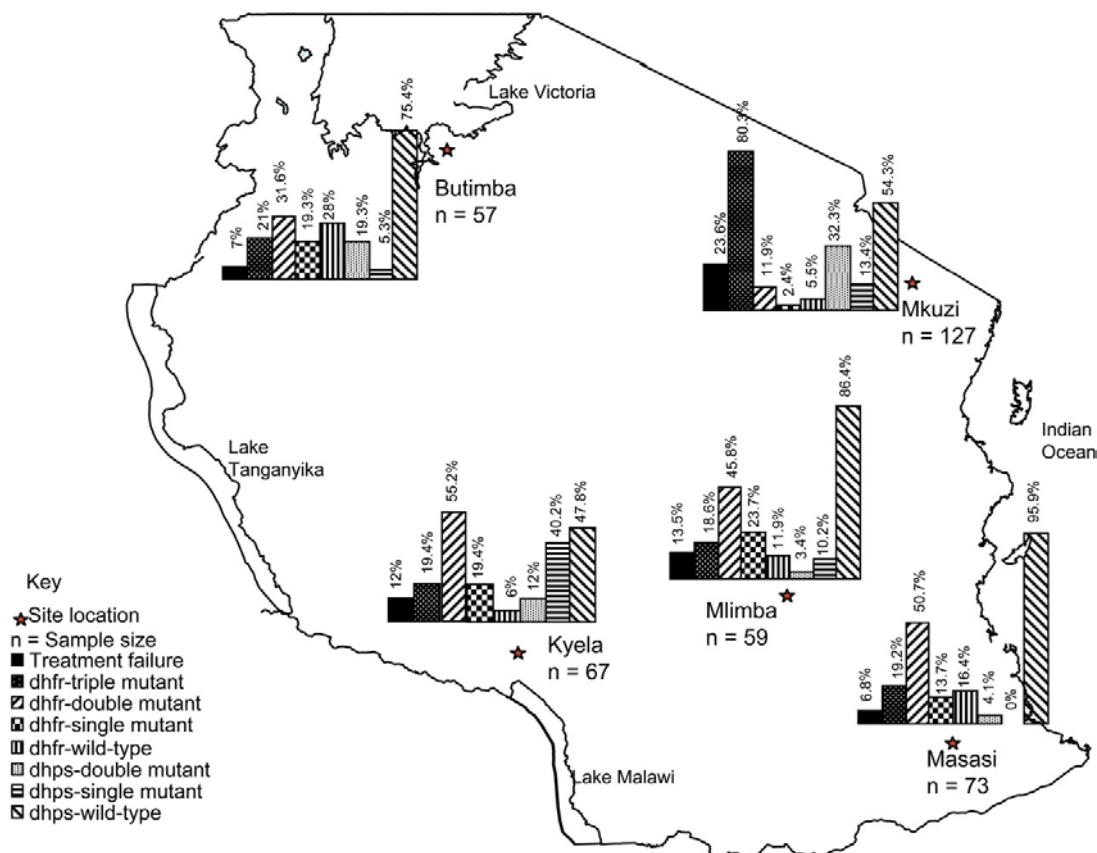 Lake Victoria
75.4%
7%
21%
31.6%
19.3%
28%
19.3%
5.3%
Butimba
n = 57
80.3%
23.6%
11.9%
2.4%
5.5%
32.3%
13.4%
54.3%
Mkuzi
n = 127
Lake
Tanganyika
Indian
Ocean
12%
19.4%
55.2%
19.4%
6%
12%
40.2%
47.8%
Kyela
n = 67
13.5%
18.6%
45.8%
23.7%
11.9%
3.4%
10.2%
86.4%
Mlimba
n = 59
6.8%
19.2%
50.7%
13.7%
16.4%
4.1%
0%
95.9%
Masasi
n = 73
Lake Malawi
Key
Site location
n = Sample size
Treatment failure
dhfr-triple mutant
dhfr-double mutant
dhfr-single mutant
dhfr-wild-type
dhps-double mutant
dhps-single mutant
dhps-wild-type